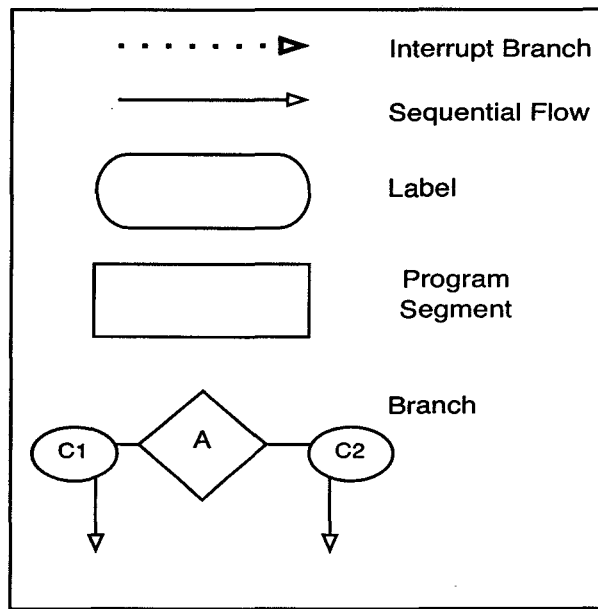 Interrupt Branch
Sequential Flow
Label
Program
Segment
Branch
C1
A
C2